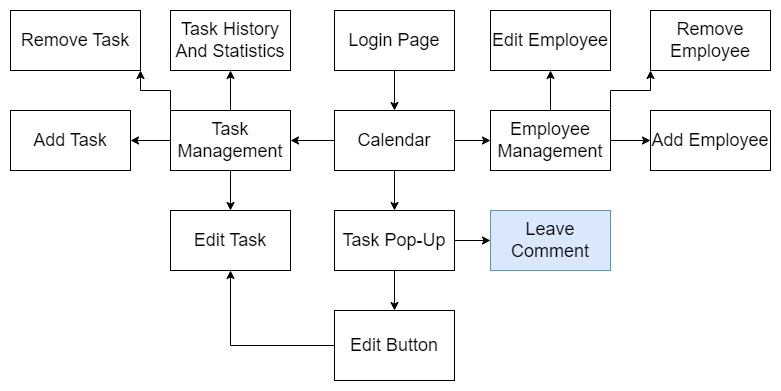 Remove Task
Task History
And Statistics
Login Page
Edit Employee
Remove
Employee
Add Task
Task
Management
Calendar
Employee
Management
Add Employee
Edit Task
Task Pop-Up
Leave
Comment
Edit Button